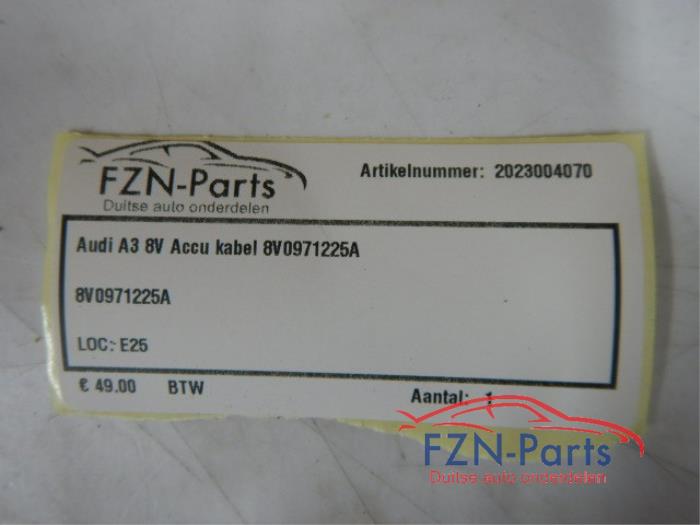 FZN-Parts
Duitse auto onderdelen
Artikelnummer: 2023004070
Audi A3 8V Accu kabel 8V0971225A
8V0971225A
LOC: E25
€ 49.00 BTW
Aantal: 1
FZN-Parts
Duitse auto onderdelen